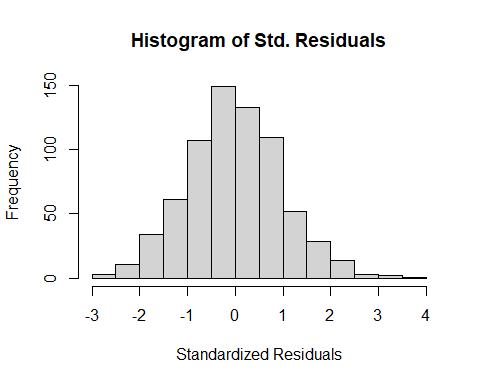 Histogram of Std. Residuals
Frequency
150
100
50
0
-3 -2 -1 0 1 2 3 4
Standardized Residuals